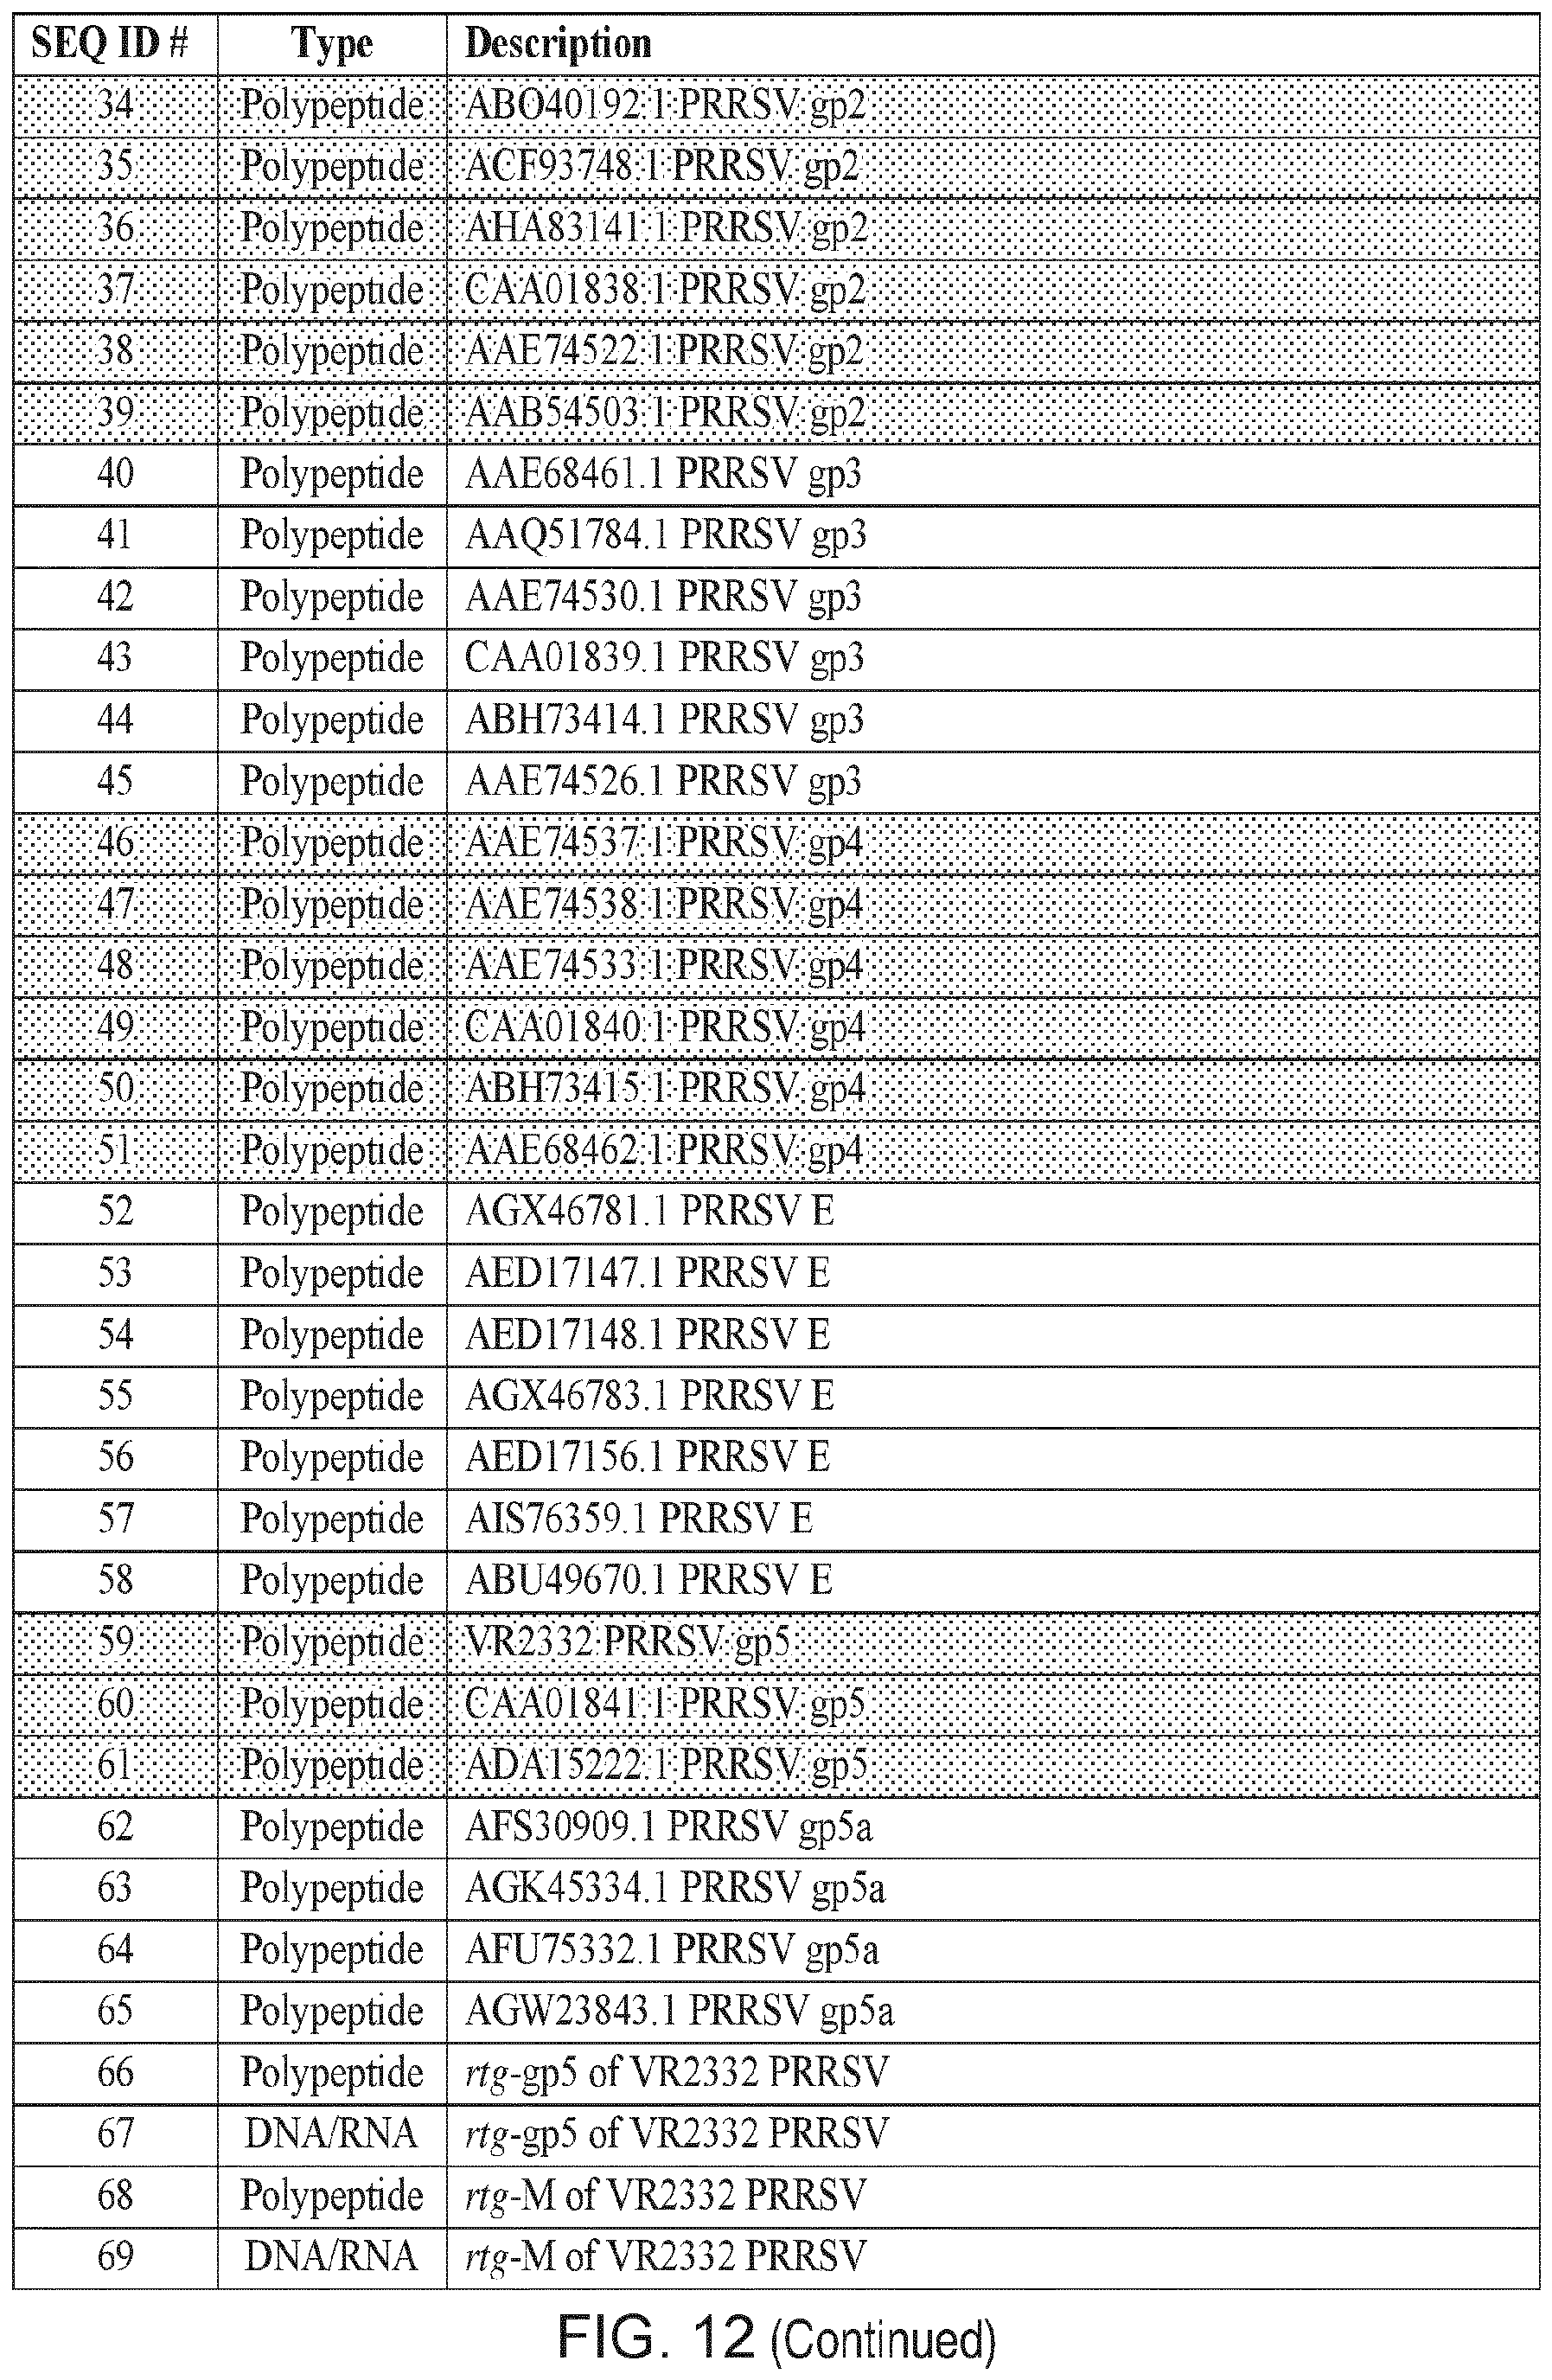 SEQ ID # Type Description
34 Polypeptide ABO40192.1 PRRSV gp2
35 Polypeptide ACF93748.1 PRRSV gp2
36 Polypeptide AHA83141.1 PRRSV gp2
37 Polypeptide CAA01838.1 PRRSV gp2
38 Polypeptide AAE74522.1 PRRSV gp2
39 Polypeptide AAB54503.1 PRRSV gp2
40 Polypeptide AAE68461.1 PRRSV gp3
41 Polypeptide AAQ51784.1 PRRSV gp3
42 Polypeptide AAE74530.1 PRRSV gp3
43 Polypeptide CAA01839.1 PRRSV gp3
44 Polypeptide ABH73414.1 PRRSV gp3
45 Polypeptide AAE74526.1 PRRSV gp3
46 Polypeptide AAE74537.1 PRRSV gp4
47 Polypeptide AAE74538.1 PRRSV gp4
48 Polypeptide AAE74533.1 PRRSV gp4
49 Polypeptide CAA01840.1 PRRSV gp4
50 Polypeptide ABH73415.1 PRRSV gp4
51 Polypeptide AAE68462.1 PRRSV gp4
52 Polypeptide AGX46781.1 PRRSV E
53 Polypeptide AED17147.1 PRRSV E
54 Polypeptide AED17148.1 PRRSV E
55 Polypeptide AGX46783.1 PRRSV E
56 Polypeptide AED17156.1 PRRSV E
57 Polypeptide AIS76359.1 PRRSV E
58 Polypeptide ABU49670.1 PRRSV E
59 Polypeptide VR2332 PRRSV gp5
60 Polypeptide CAA01841.1 PRRSV gp5
61 Polypeptide ADA15222.1 PRRSV gp5
62 Polypeptide AFS30909.1 PRRSV gp5a
63 Polypeptide AGK45334.1 PRRSV gp5a
64 Polypeptide AFU75332.1 PRRSV gp5a
65 Polypeptide AGW23843.1 PRRSV gp5a
66 Polypeptide rtg-gp5 of VR2332 PRRSV
67 DNA/RNA rtg-gp5 of VR2332 PRRSV
68 Polypeptide rtg-M of VR2332 PRRSV
69 DNA/RNA rtg-M of VR2332 PRRSV
FIG. 12 (Continued)